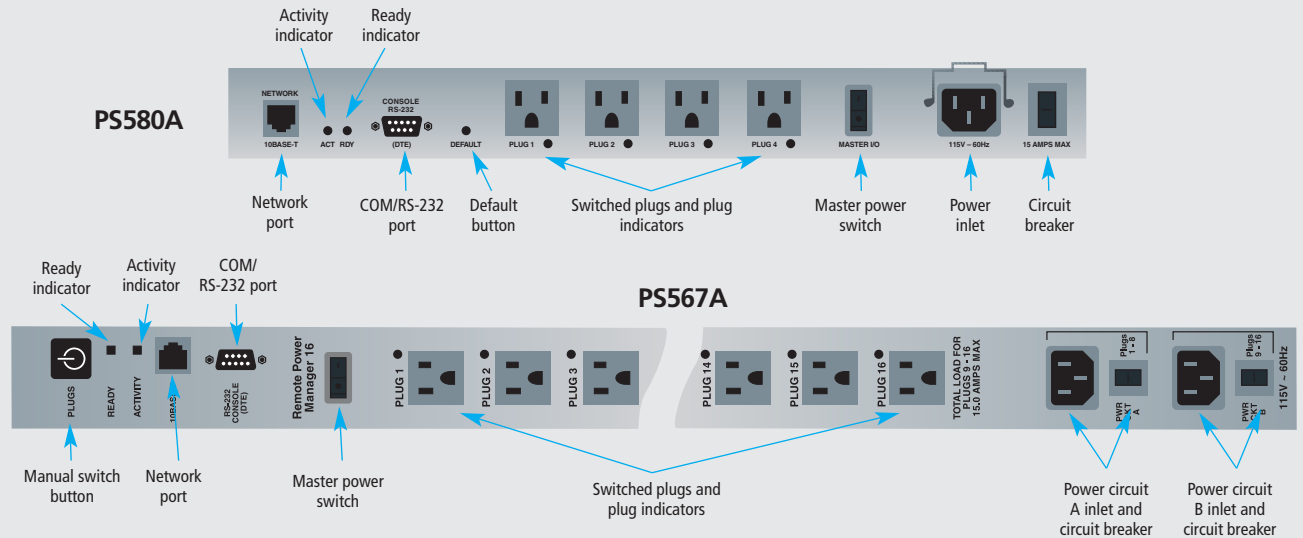 Activity
indicator
Ready
indicator
PS580A
NETWORK
10BASE-T
ACT RDY
CONSOLE
RS-232
(DTE)
DEFAULT
PLUG 1
PLUG 2
PLUG 3
PLUG 4
MASTER I/O
115V ~ 60Hz
15 AMPS MAX
Network
port
COM/RS-232
port
Default
button
Switched plugs and plug
indicators
Master power
switch
Power
inlet
Circuit
breaker
Ready
indicator
Activity
indicator
COM/
RS-232 port
PS567A
PLUGS
READY
ACTIVITY
RS-232
CONSOLE
(DTE)
Remote Power
Manager 16
PLUG 1
PLUG 2
PLUG 3
PLUG 14
PLUG 15
PLUG 16
TOTAL LOAD FOR
PLUGS 9 - 16
15.0 AMPS MAX
Plugs
1 - 8
PWR
CKT
A
Plugs
9 - 16
PWR
CKT
B
115V ~ 60Hz
Manual switch
button
Network
port
Master power
switch
Switched plugs and
plug indicators
Power circuit
A inlet and
circuit breaker
Power circuit
B inlet and
circuit breaker